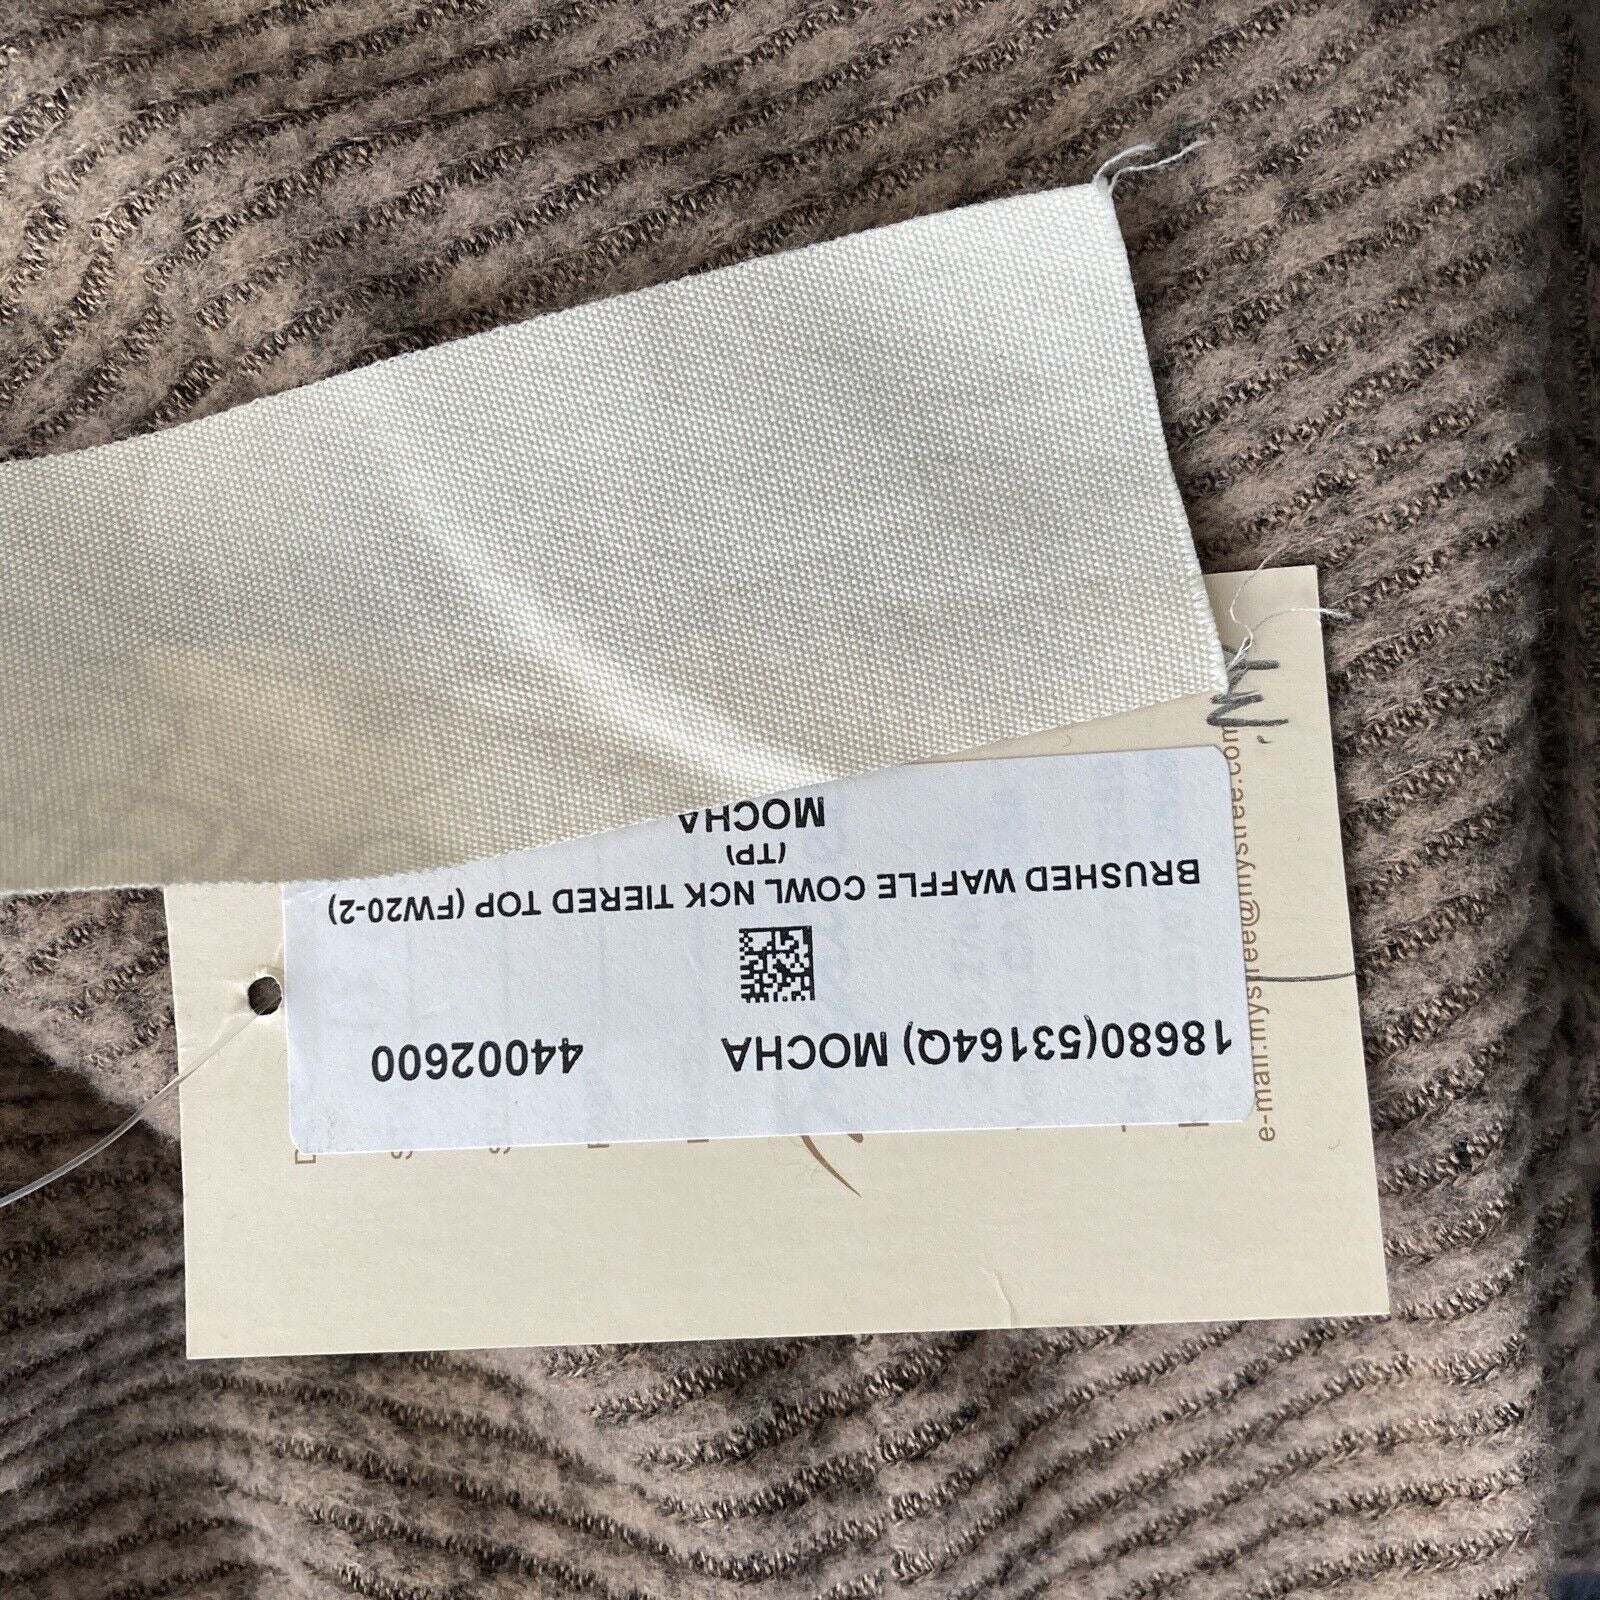 18680(53164Q) MOCHA 44002600
BRUSHED WAFFLE COWL NCK TIERED TOP (FW20-2)
(TP)
MOCHA
e-mail.mystree@mystree.com